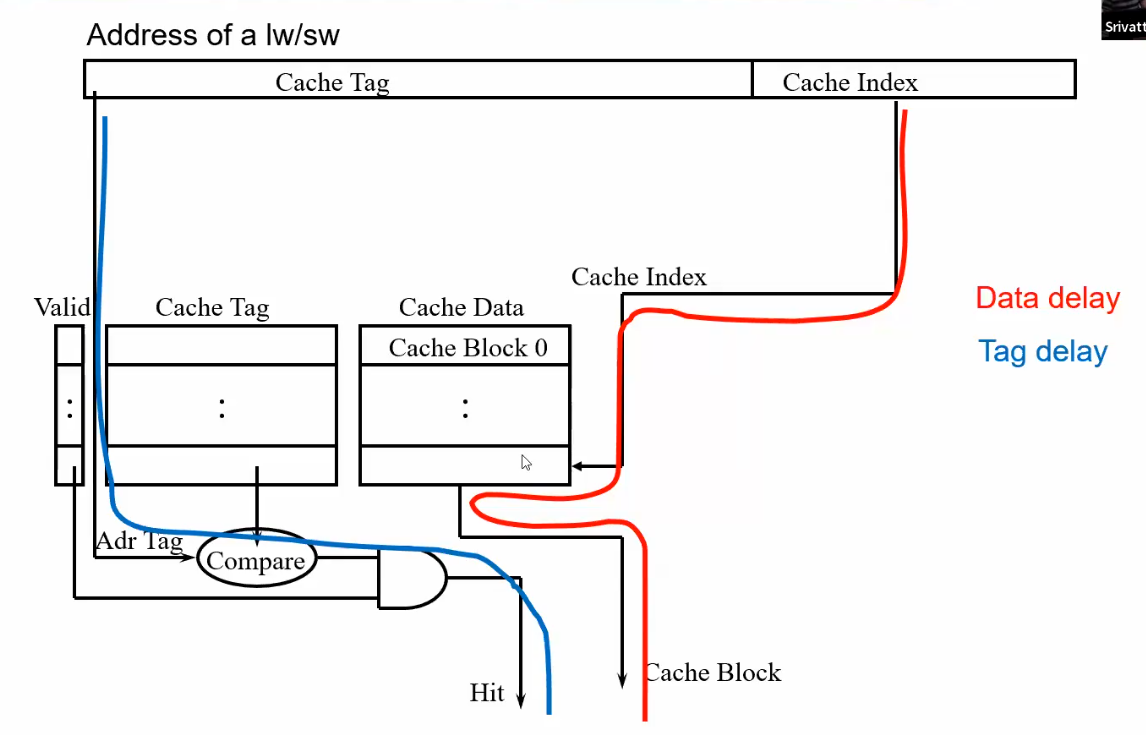 Address of a lw/sw
Cache Tag
Cache Index
Cache Index
Valid
Cache Tag
Cache Data
Cache Block 0
:
:
:
Data delay
Tag delay
Adr Tag
Compare
Hit
Cache Block
Srivatt